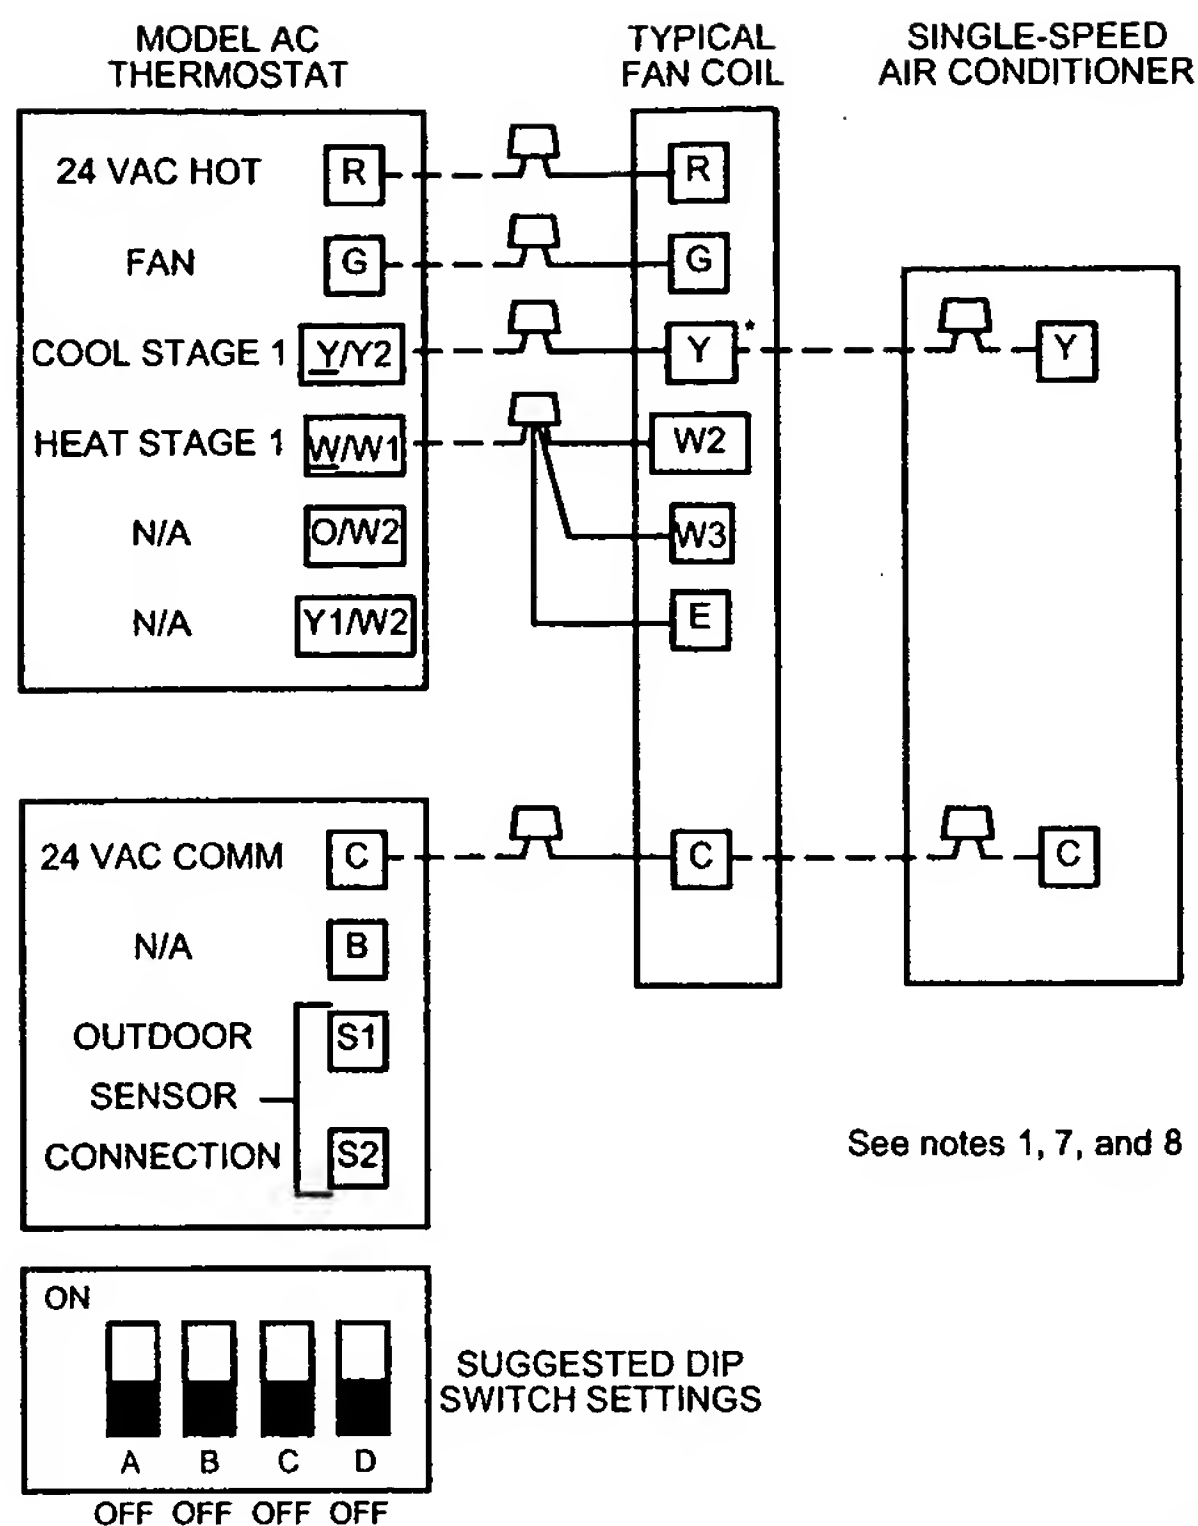 MODEL AC
THERMOSTAT
TYPICAL
FAN COIL
SINGLE-SPEED
AIR CONDITIONER
24 VAC HOT R R
FAN G G
COOL STAGE 1 Y/Y2 Y* Y
HEAT STAGE 1 W/W1 W2
N/A O/W2 W3
N/A Y1/W2 E
24 VAC COMM C C C
N/A B
OUTDOOR S1
SENSOR
CONNECTION S2
See notes 1, 7, and 8
ON
SUGGESTED DIP
SWITCH SETTINGS
A B C D
OFF OFF OFF OFF